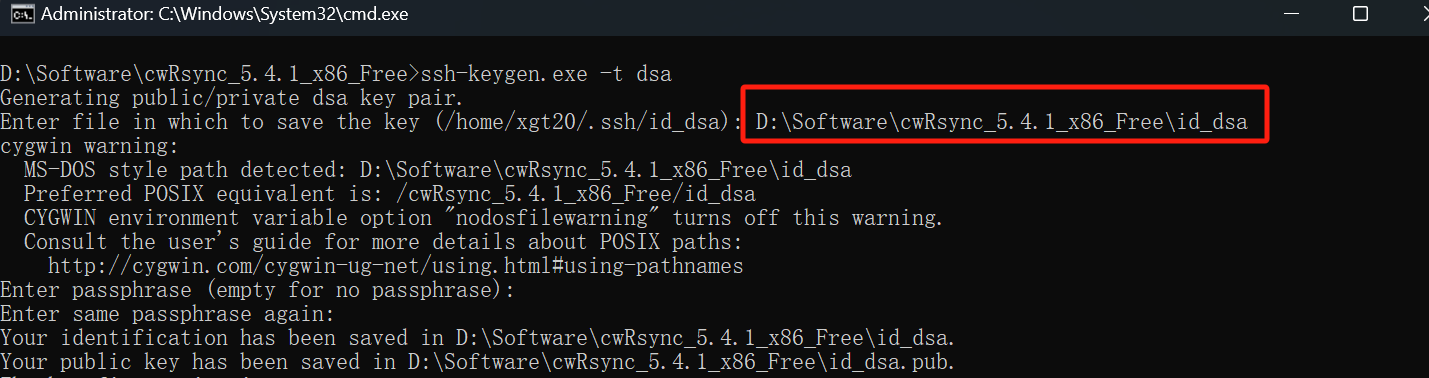 Administrator: C:\Windows\System32\cmd.exe
D:\Software\cwRsync_5.4.1_x86_Free>ssh-keygen.exe -t dsa
Generating public/private dsa key pair.
Enter file in which to save the key (/home/xgt20/.ssh/id_dsa): D:\Software\cwRsync_5.4.1_x86_Free\id_dsa
cygwin warning:
  MS-DOS style path detected: D:\Software\cwRsync_5.4.1_x86_Free\id_dsa
  Preferred POSIX equivalent is: /cwRsync_5.4.1_x86_Free/id_dsa
  CYGWIN environment variable option "nodosfilewarning" turns off this warning.
  Consult the user's guide for more details about POSIX paths:
    http://cygwin.com/cygwin-ug-net/using.html#using-pathnames
Enter passphrase (empty for no passphrase):
Enter same passphrase again:
Your identification has been saved in D:\Software\cwRsync_5.4.1_x86_Free\id_dsa.
Your public key has been saved in D:\Software\cwRsync_5.4.1_x86_Free\id_dsa.pub.